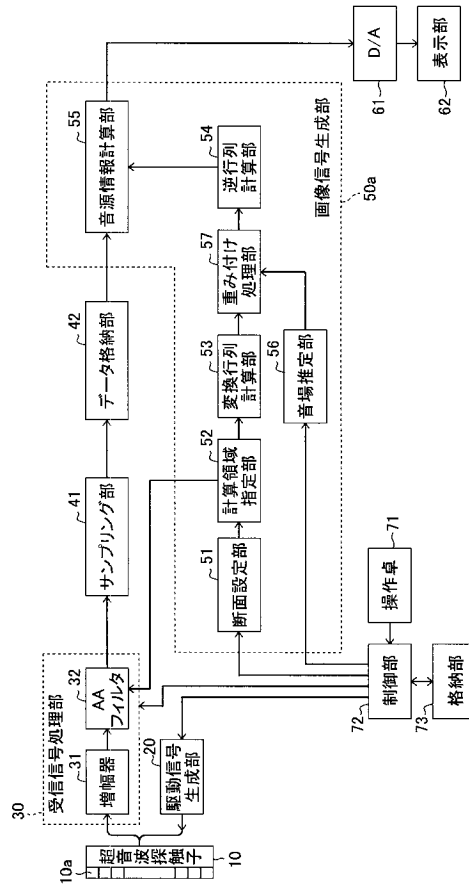 受信信号処理部
30
10a
超音波探触子
10
31
増幅器
32
AA
フィルタ
20
駆動信号
生成部
41
サンプリング部
42
データ格納部
55
音源情報計算部
51
断面設定部
52
計算領域
指定部
53
変換行列
計算部
57
重み付け
処理部
54
逆行列
計算部
56
音場推定部
画像信号生成部
50a
D/A
61
表示部
62
71
操作卓
72
制御部
73
格納部